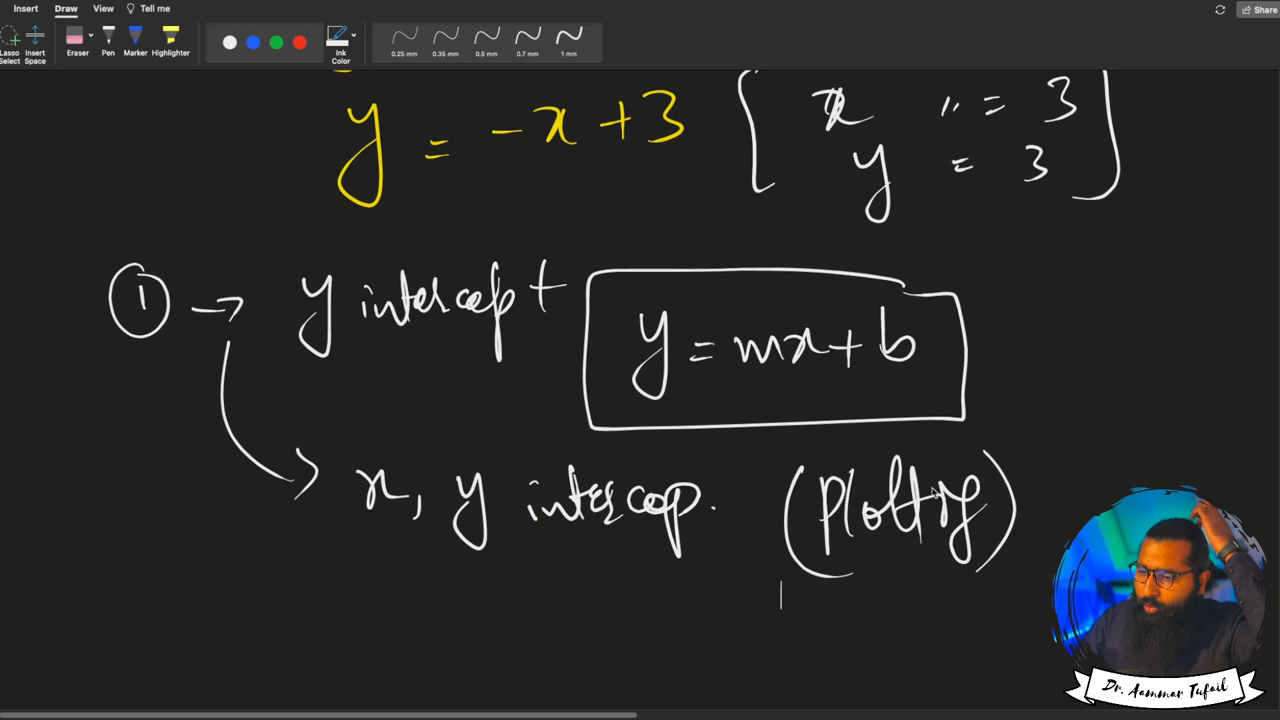 Insert Draw View Tell me
Share
Lasso Select Insert Space Eraser Pen Marker Highlighter Ink Color 0.25 mm 0.35 mm 0.5 mm 0.7 mm 1 mm
y = -x + 3
x " = 3
y = 3
1 → y intercept
y = mx + b
x, y intercep. (Plotting)
Dr. Aammar Tufail